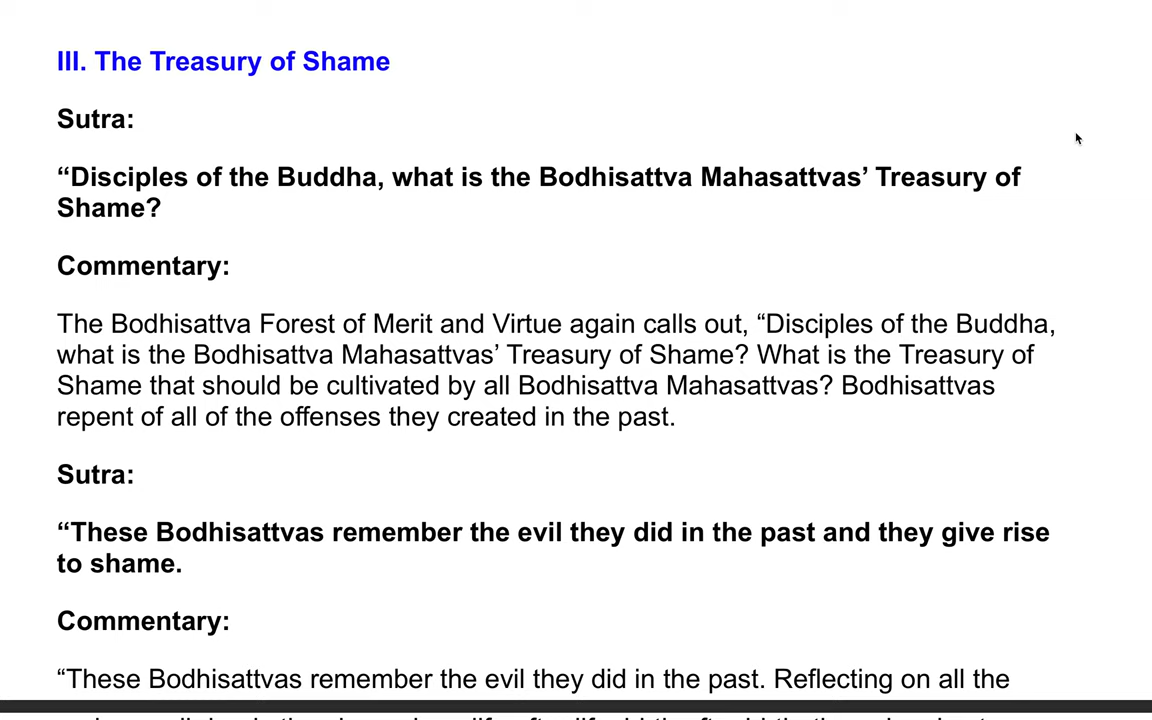 III. The Treasury of Shame
Sutra:
“Disciples of the Buddha, what is the Bodhisattva Mahasattvas’ Treasury of
Shame?
Commentary:
The Bodhisattva Forest of Merit and Virtue again calls out, “Disciples of the Buddha,
what is the Bodhisattva Mahasattvas’ Treasury of Shame? What is the Treasury of
Shame that should be cultivated by all Bodhisattva Mahasattvas? Bodhisattvas
repent of all of the offenses they created in the past.
Sutra:
“These Bodhisattvas remember the evil they did in the past and they give rise
to shame.
Commentary:
“These Bodhisattvas remember the evil they did in the past. Reflecting on all the